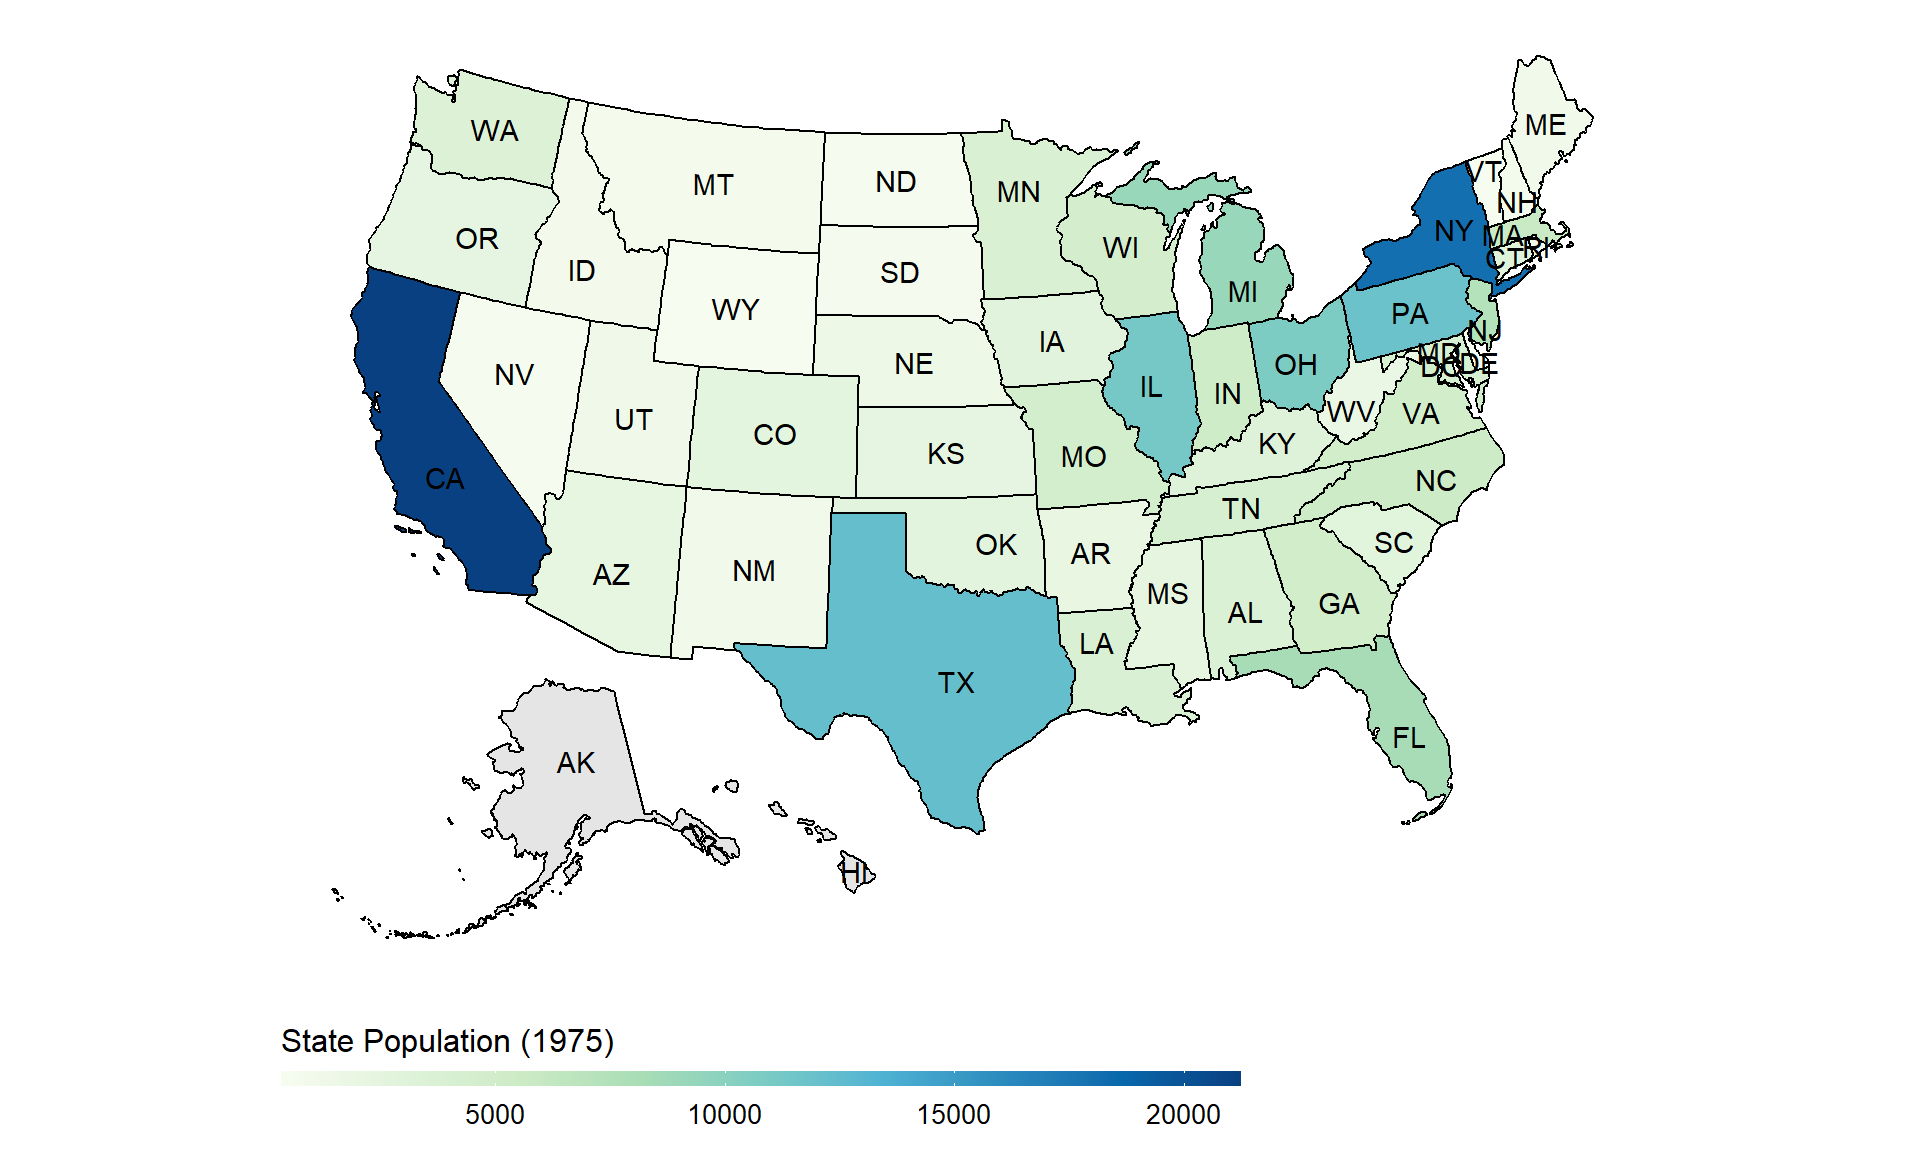 ME
WA
VT
MT
ND
MN
NH
OR
NY
MA
RI
WI
CT
ID
SD
MI
WY
PA
NJ
IA
MD
NE
OH
DE
DC
NV
IL
IN
WV
VA
UT
CO
KY
KS
MO
CA
NC
TN
OK
SC
AR
AZ
NM
MS
GA
AL
LA
TX
FL
AK
HI
State Population (1975)
5000 10000 15000 20000